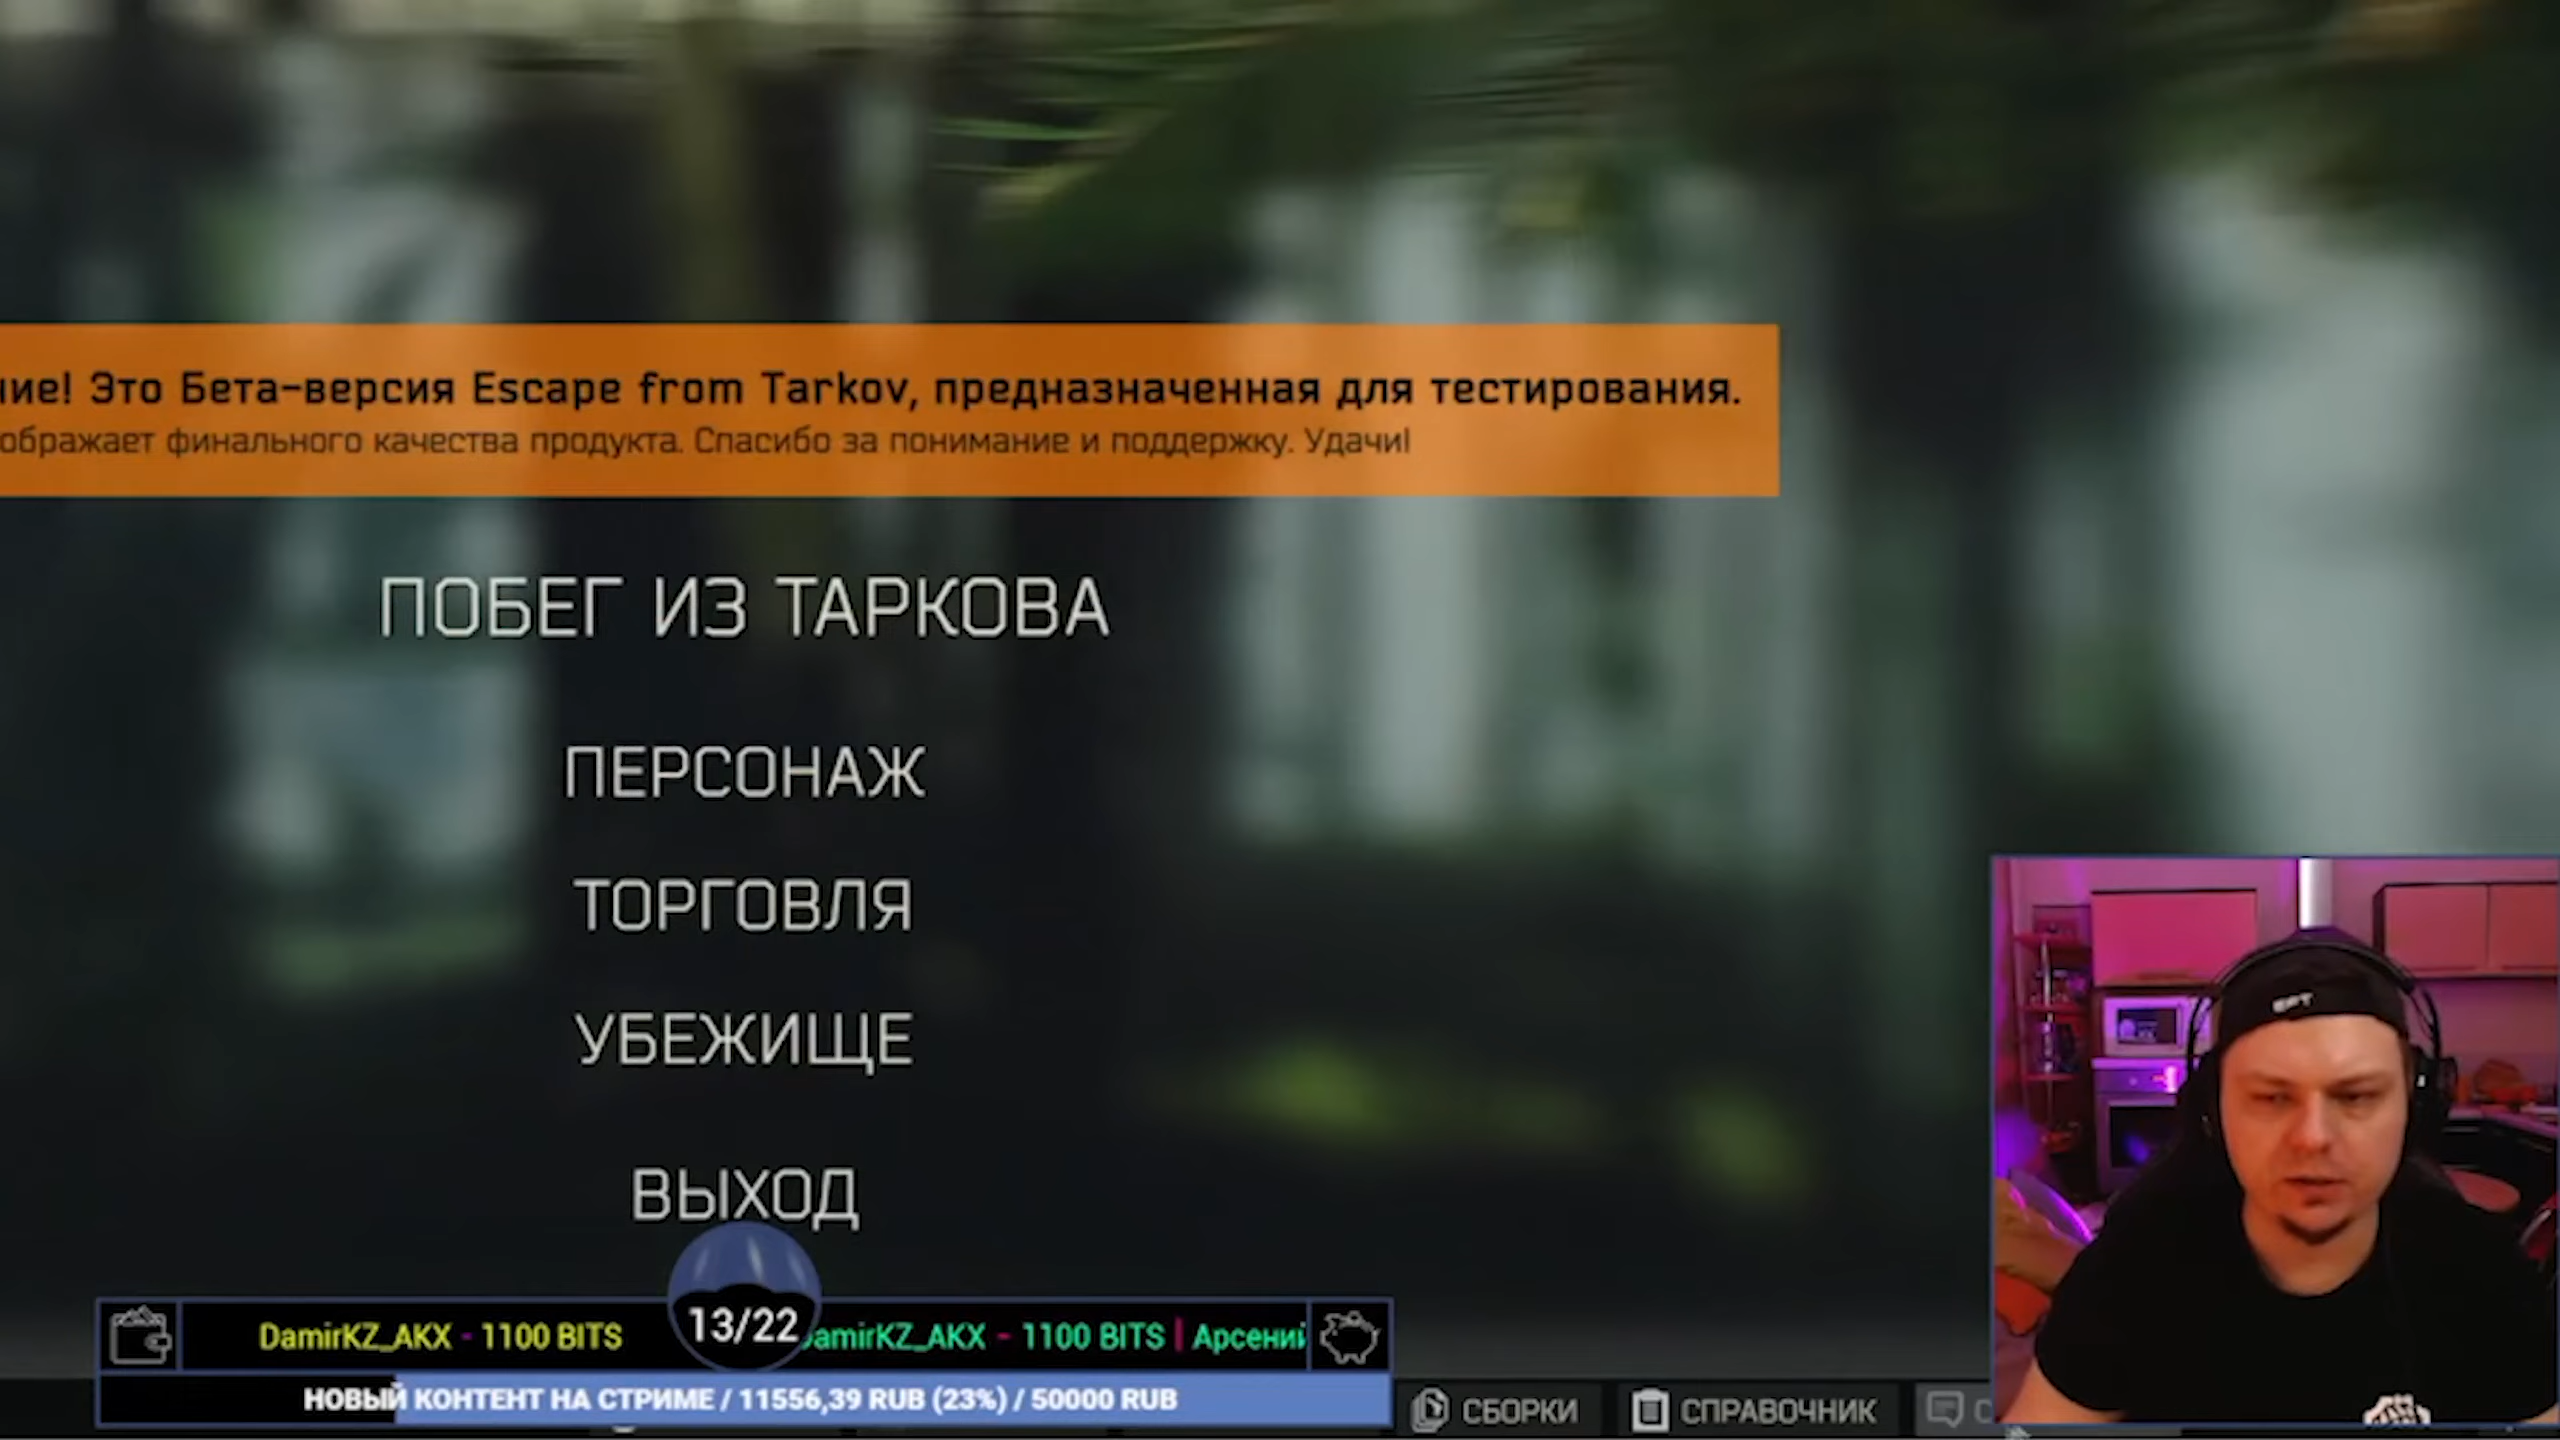 Это Бета-версия Escape from Tarkov, предназначенная для тестирования.
финального качества продукта. Спасибо за понимание и поддержку. Удачи!
ПОБЕГ ИЗ ТАРКОВА
ПЕРСОНАЖ
ТОРГОВЛЯ
УБЕЖИЩЕ
ВЫХОД
DamirKZ_AKX - 1100 BITS
13/22
amirKZ_AKX - 1100 BITS | Арсений
НОВЫЙ КОНТЕНТ НА СТРИМЕ / 11556,39 RUB (23%) / 50000 RUB
СБОРКИ
СПРАВОЧНИК